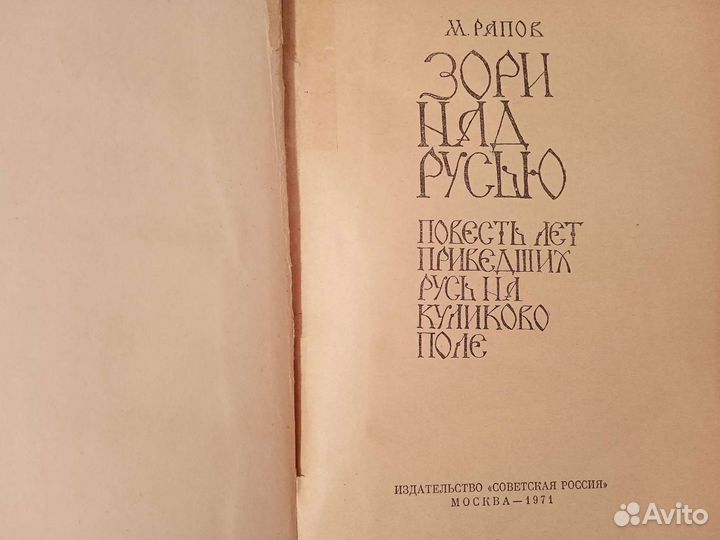 М. РАПОВ
ЗОРИ
НАД
РУСЬЮ
ПОВЕСТЬ ЛЕТ
ПРИВЕДШИХ
РУСЬ НА
КУЛИКОВО
ПОЛЕ
ИЗДАТЕЛЬСТВО «СОВЕТСКАЯ РОССИЯ»
МОСКВА—1971
Avito